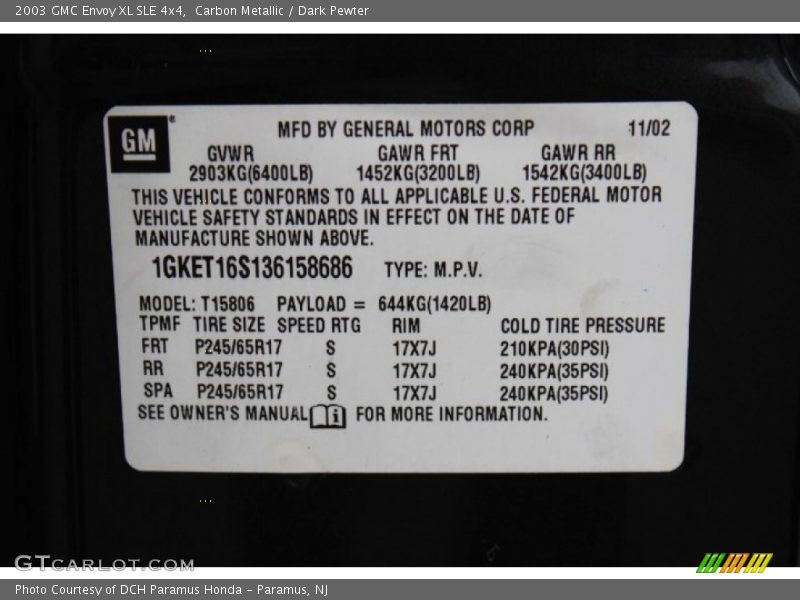 2003 GMC Envoy XL SLE 4x4,  Carbon Metallic / Dark Pewter
GM®
MFD BY GENERAL MOTORS CORP 11/02
GVWR GAWR FRT GAWR RR
2903KG(6400LB) 1452KG(3200LB) 1542KG(3400LB)
THIS VEHICLE CONFORMS TO ALL APPLICABLE U.S. FEDERAL MOTOR
VEHICLE SAFETY STANDARDS IN EFFECT ON THE DATE OF
MANUFACTURE SHOWN ABOVE.
1GKET16S136158686 TYPE: M.P.V.
MODEL: T15806 PAYLOAD = 644KG(1420LB)
TPMF TIRE SIZE SPEED RTG RIM COLD TIRE PRESSURE
FRT P245/65R17 S 17X7J 210KPA(30PSI)
RR P245/65R17 S 17X7J 240KPA(35PSI)
SPA P245/65R17 S 17X7J 240KPA(35PSI)
SEE OWNER'S MANUAL i FOR MORE INFORMATION.
GTCARLOT.COM
Photo Courtesy of DCH Paramus Honda - Paramus, NJ